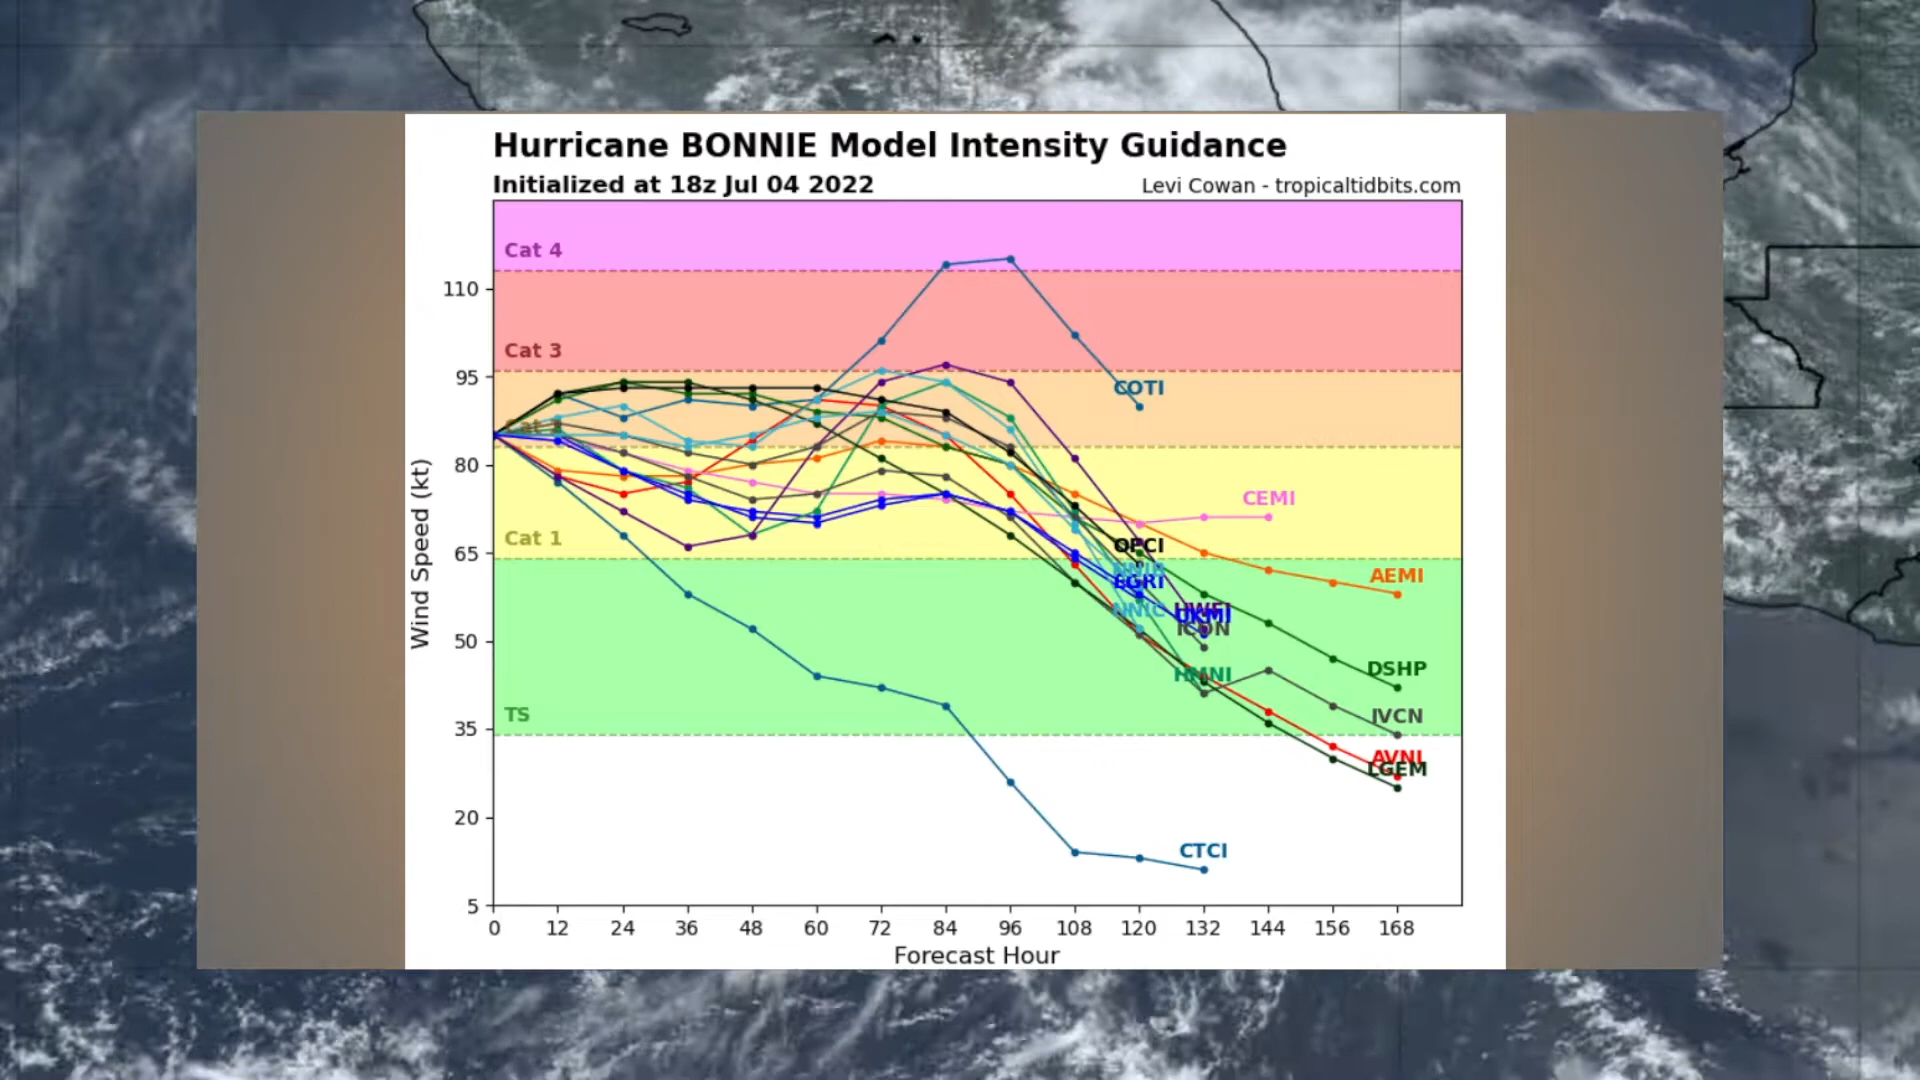 Hurricane BONNIE Model Intensity Guidance
Initialized at 18z Jul 04 2022
Levi Cowan - tropicaltidbits.com
Cat 4
110
Cat 3
95
COTI
80
CEMI
Cat 1
OFCI
65
EGRI
AEMI
NNIC
HWFI
UKMI
ICON
50
HMNI
DSHP
TS
IVCN
35
AVNI
LGEM
20
CTCI
5
0 12 24 36 48 60 72 84 96 108 120 132 144 156 168
Wind Speed (kt)
Forecast Hour